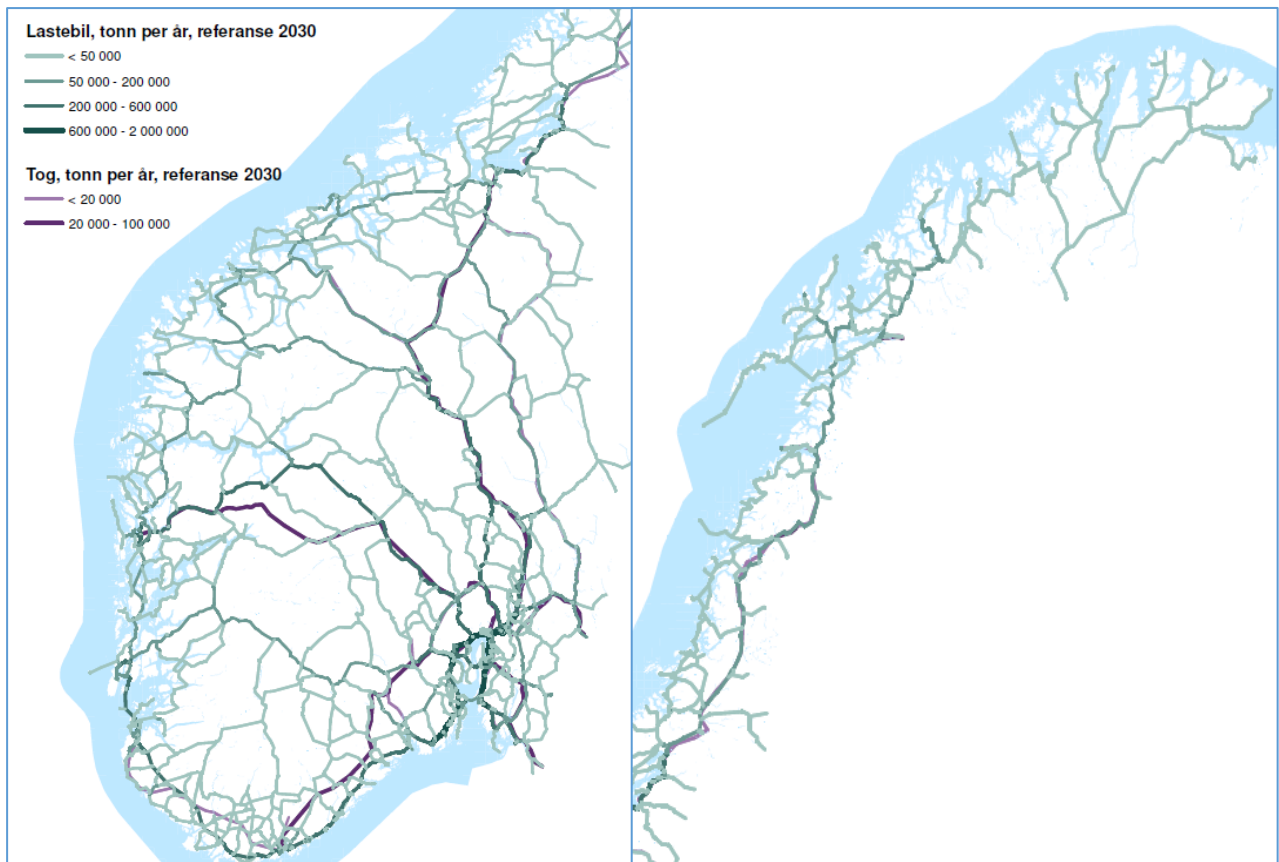 Lastebil, tonn per år, referanse 2030
< 50 000
50 000 - 200 000
200 000 - 600 000
600 000 - 2 000 000
Tog, tonn per år, referanse 2030
< 20 000
20 000 - 100 000